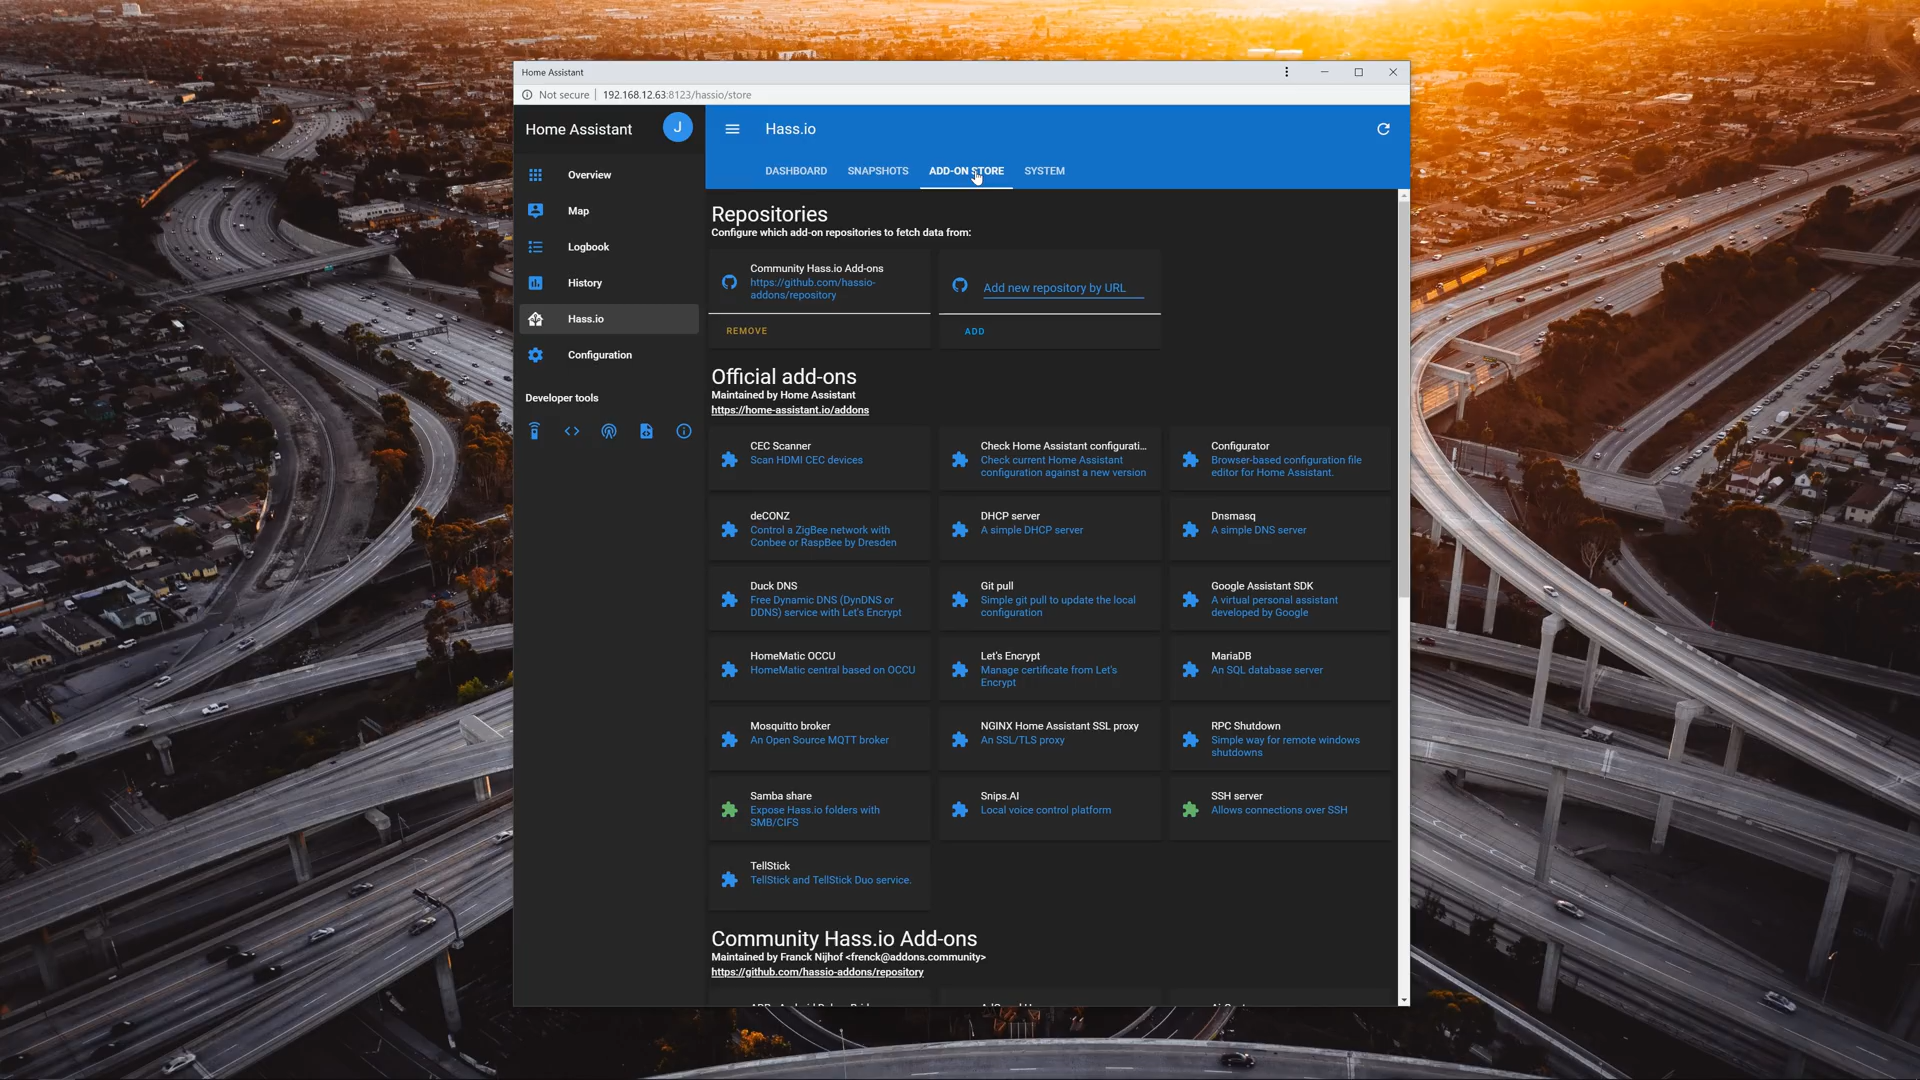 Home Assistant
Not secure 192.168.12.63:8123/hassio/store
Home Assistant
J
Hass.io
DASHBOARD SNAPSHOTS ADD-ON STORE SYSTEM
Overview
Map
Logbook
History
Hass.io
Configuration
Developer tools
Repositories
Configure which add-on repositories to fetch data from:
Community Hass.io Add-ons
https://github.com/hassio-
addons/repository
REMOVE
Add new repository by URL
ADD
Official add-ons
Maintained by Home Assistant
https://home-assistant.io/addons
CEC Scanner
Scan HDMI CEC devices
Check Home Assistant configurati...
Check current Home Assistant
configuration against a new version
Configurator
Browser-based configuration file
editor for Home Assistant.
deCONZ
Control a ZigBee network with
Conbee or RaspBee by Dresden
DHCP server
A simple DHCP server
Dnsmasq
A simple DNS server
Duck DNS
Free Dynamic DNS (DynDNS or
DDNS) service with Let's Encrypt
Git pull
Simple git pull to update the local
configuration
Google Assistant SDK
A virtual personal assistant
developed by Google
HomeMatic OCCU
HomeMatic central based on OCCU
Let's Encrypt
Manage certificate from Let's
Encrypt
MariaDB
An SQL database server
Mosquitto broker
An Open Source MQTT broker
NGINX Home Assistant SSL proxy
An SSL/TLS proxy
RPC Shutdown
Simple way for remote windows
shutdowns
Samba share
Expose Hass.io folders with
SMB/CIFS
Snips.AI
Local voice control platform
SSH server
Allows connections over SSH
TellStick
TellStick and TellStick Duo service.
Community Hass.io Add-ons
Maintained by Franck Nijhof <frenck@addons.community>
https://github.com/hassio-addons/repository